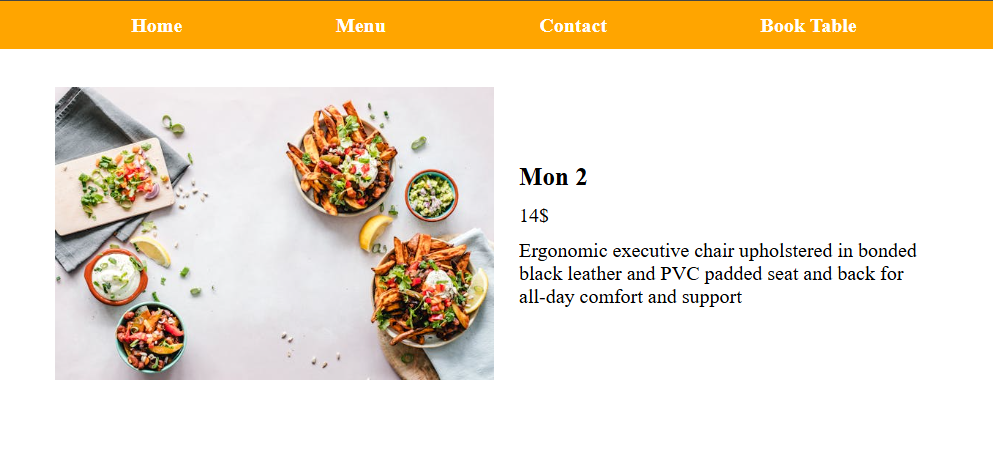 Home Menu Contact Book Table
Mon 2
14$
Ergonomic executive chair upholstered in bonded
black leather and PVC padded seat and back for
all-day comfort and support